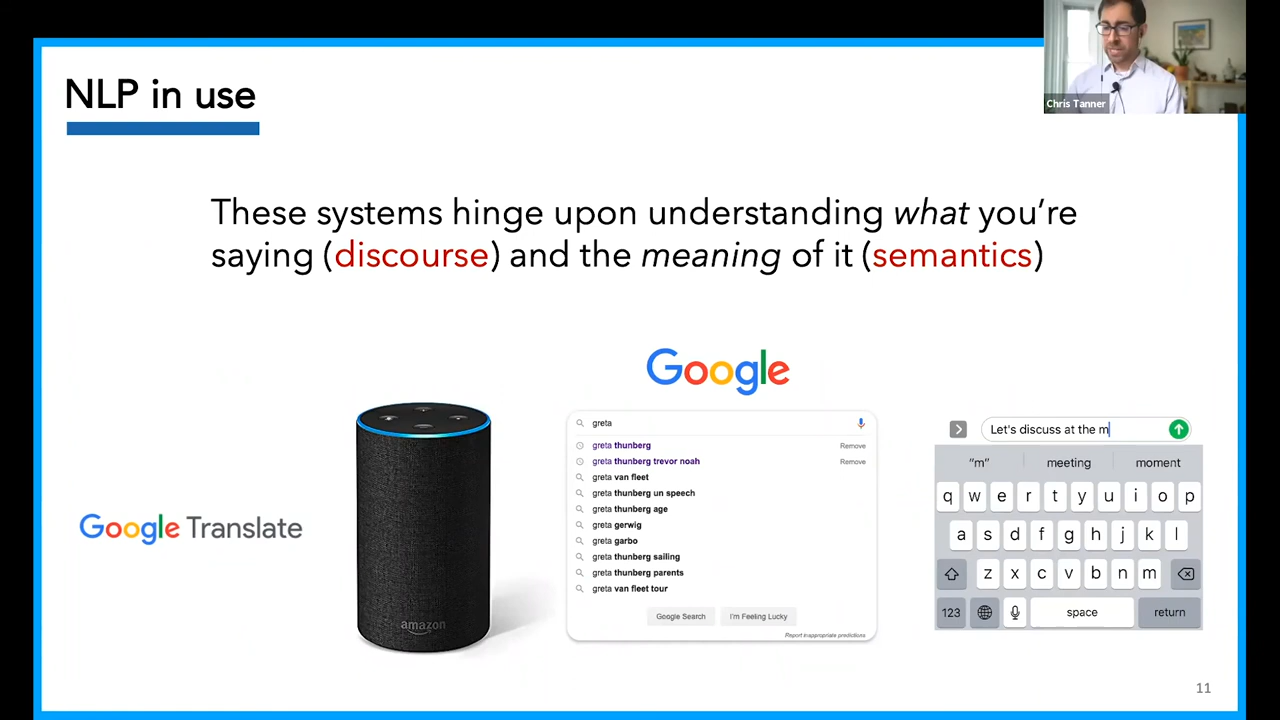 NLP in use
Chris Tanner
These systems hinge upon understanding what you're
saying (discourse) and the meaning of it (semantics)
Google Translate
amazon
Google
greta
greta thunberg Remove
greta thunberg trevor noah Remove
greta van fleet
greta thunberg un speech
greta thunberg age
greta gerwig
greta garbo
greta thunberg sailing
greta thunberg parents
greta van fleet tour
Google Search I'm Feeling Lucky
Report inappropriate predictions
Let's discuss at the m
“m” meeting moment
q w e r t y u i o p
a s d f g h j k l
z x c v b n m
123 space return
11